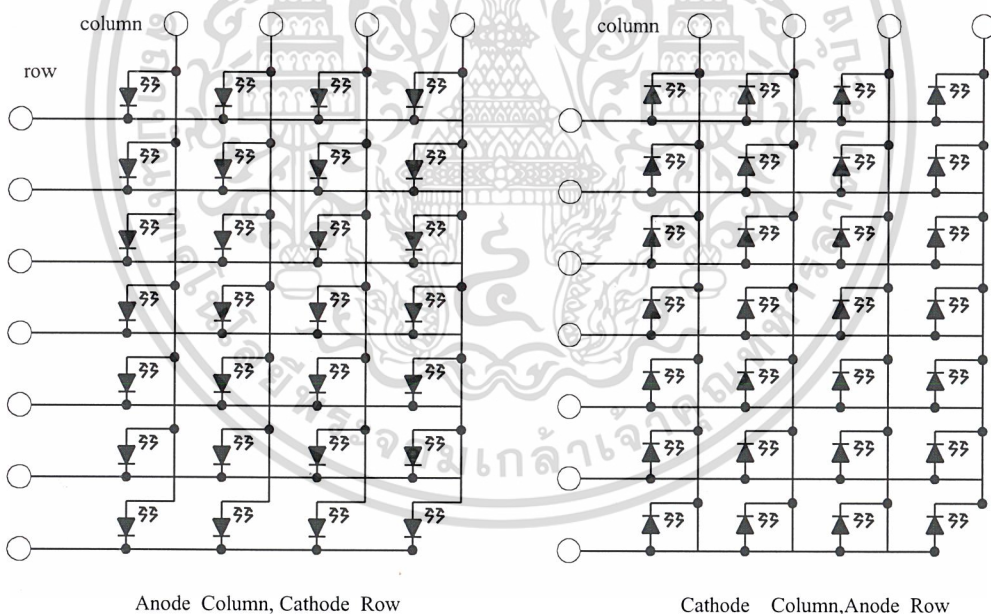 column
column
row
Anode Column, Cathode Row
Cathode Column,Anode Row